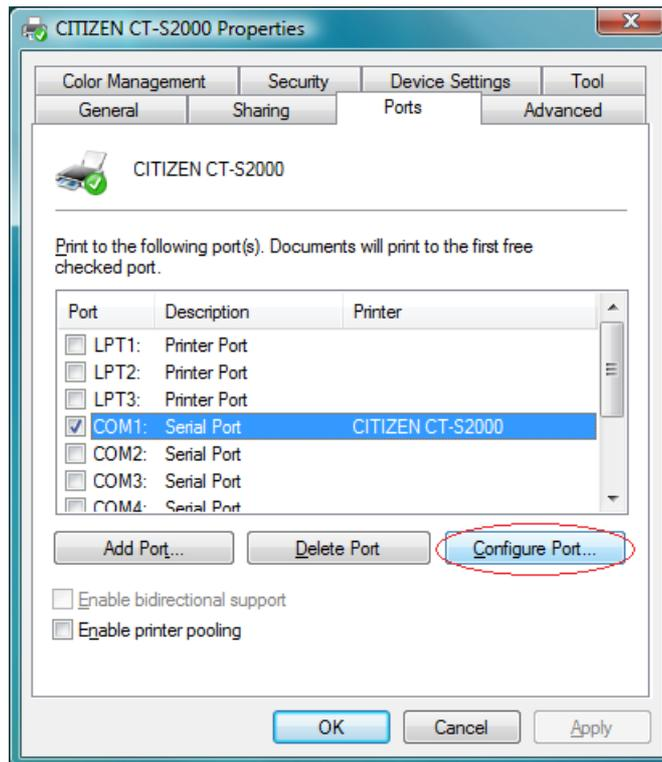 CITIZEN CT-S2000 Properties
Color Management Security Device Settings Tool
General Sharing Ports Advanced
CITIZEN CT-S2000
Print to the following port(s). Documents will print to the first free
checked port.
Port Description Printer
LPT1: Printer Port
LPT2: Printer Port
LPT3: Printer Port
COM1: Serial Port CITIZEN CT-S2000
COM2: Serial Port
COM3: Serial Port
COM4: Serial Port
Add Port... Delete Port Configure Port...
Enable bidirectional support
Enable printer pooling
OK Cancel Apply